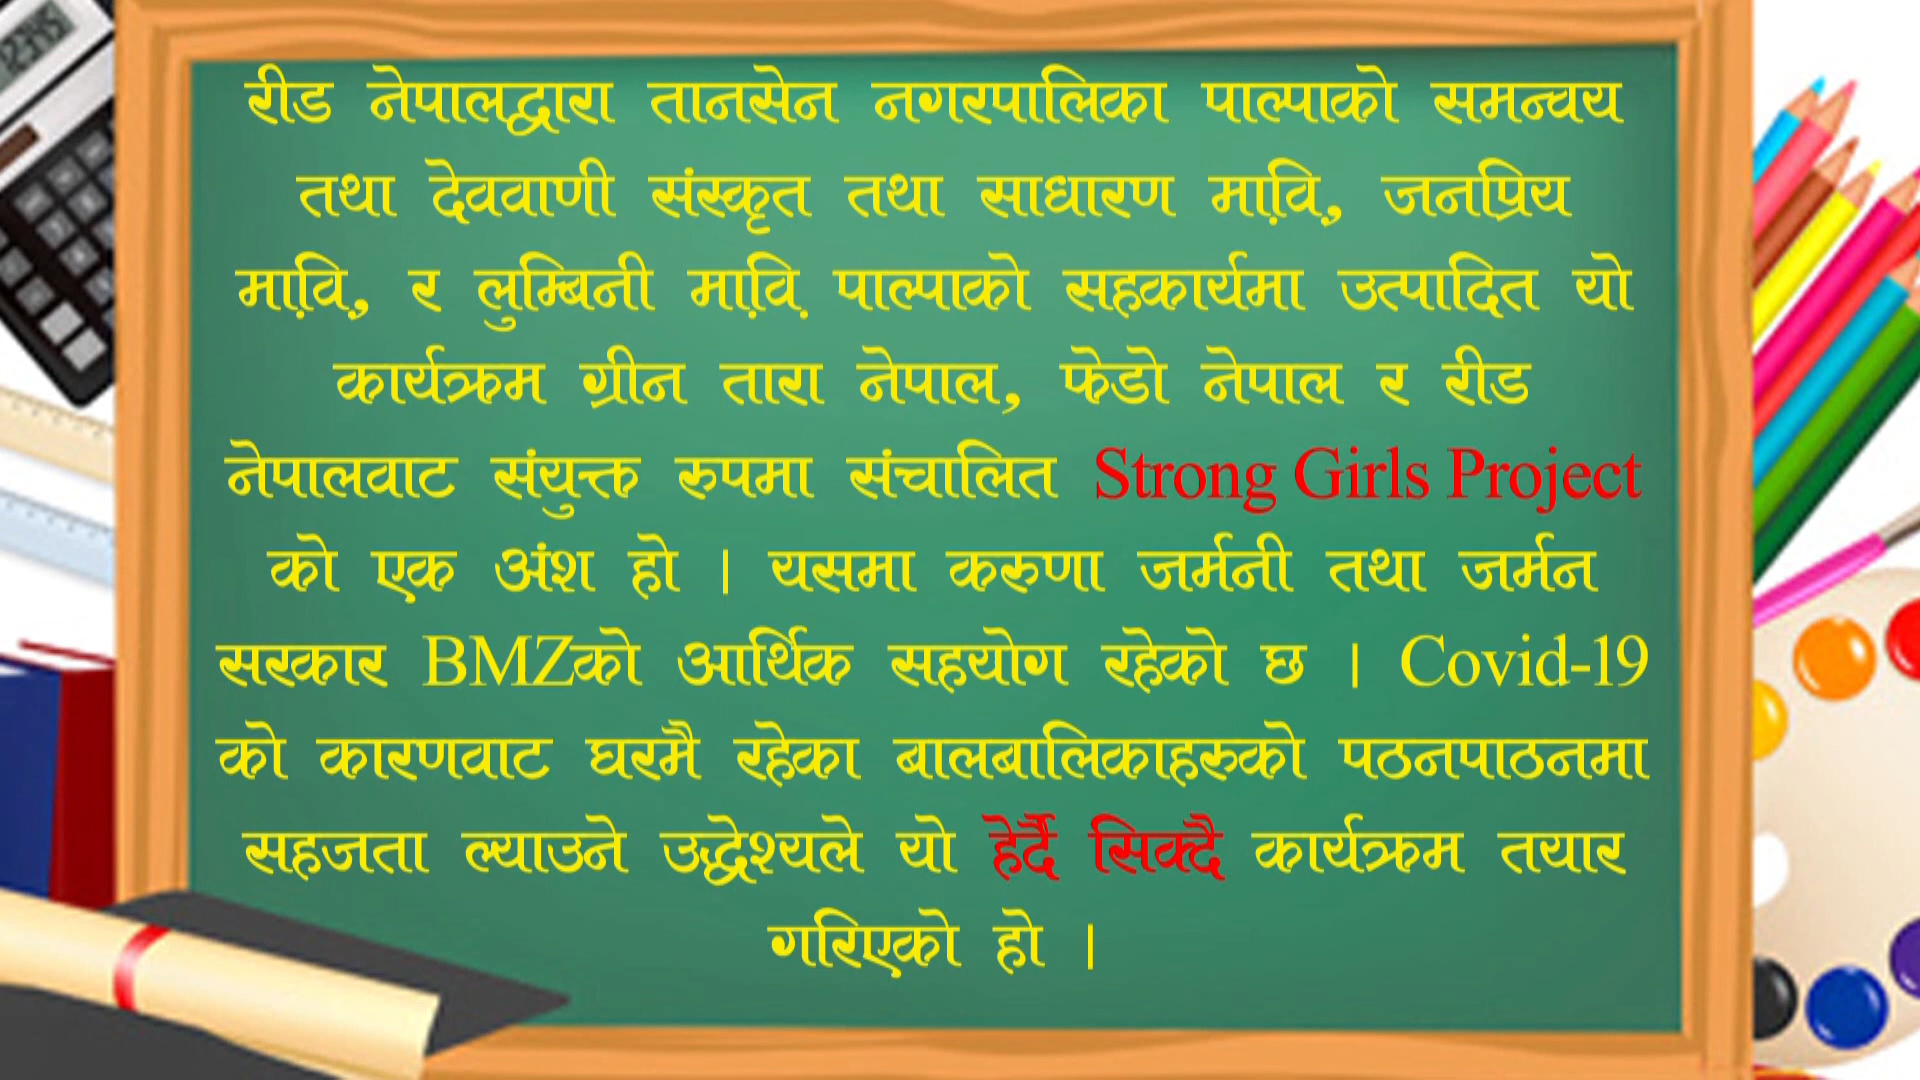 रीड नेपालद्वारा तानसेन नगरपालिका पाल्पाको समन्वय
तथा देववाणी संस्कृत तथा साधारण मा.वि., जनप्रिय
मा.वि., र लुम्बिनी मा.वि. पाल्पाको सहकार्यमा उत्पादित यो
कार्यक्रम ग्रीन तारा नेपाल, फेडो नेपाल र रीड
नेपालवाट संयुक्त रुपमा संचालित Strong Girls Project
को एक अंश हो । यसमा करुणा जर्मनी तथा जर्मन
सरकार BMZको आर्थिक सहयोग रहेको छ । Covid-19
को कारणवाट घरमै रहेका बालबालिकाहरुको पठनपाठनमा
सहजता ल्याउने उद्धेश्यले यो हेर्दै सिक्दै कार्यक्रम तयार
गरिएको हो ।